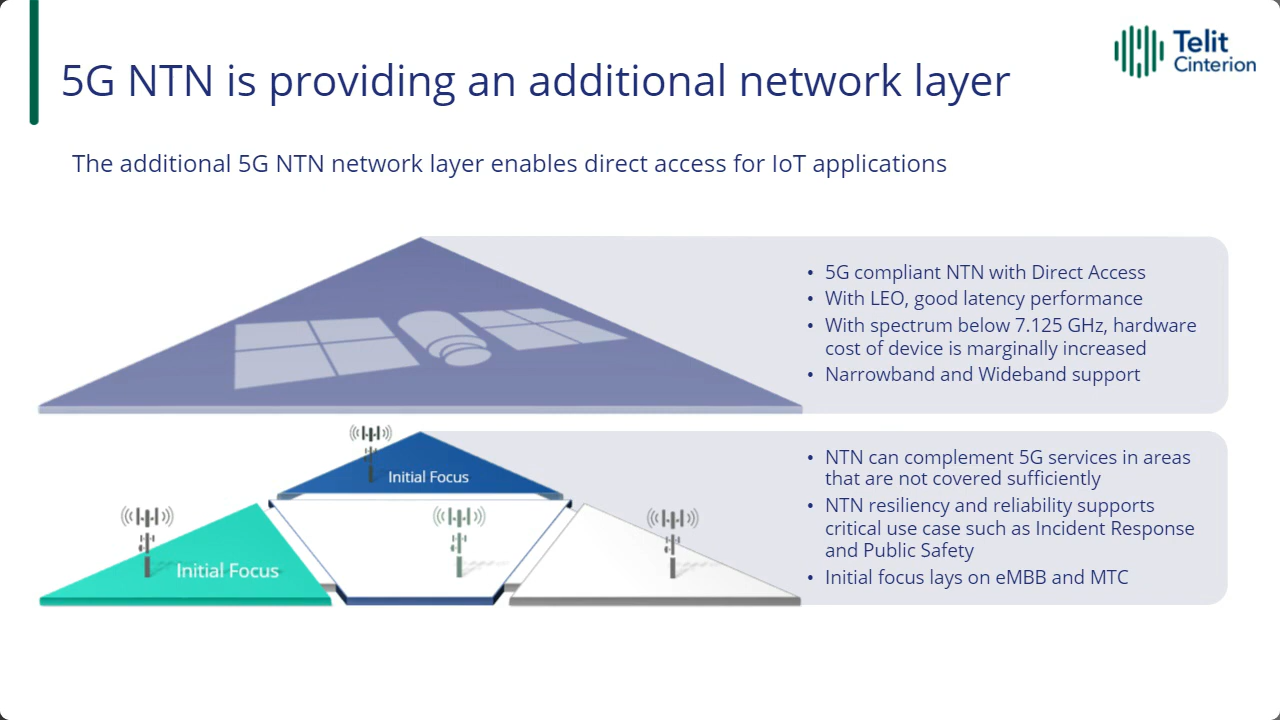 Telit
Cinterion
5G NTN is providing an additional network layer
The additional 5G NTN network layer enables direct access for IoT applications
• 5G compliant NTN with Direct Access
• With LEO, good latency performance
• With spectrum below 7.125 GHz, hardware
cost of device is marginally increased
• Narrowband and Wideband support
Initial Focus
Initial Focus
• NTN can complement 5G services in areas
that are not covered sufficiently
• NTN resiliency and reliability supports
critical use case such as Incident Response
and Public Safety
• Initial focus lays on eMBB and MTC